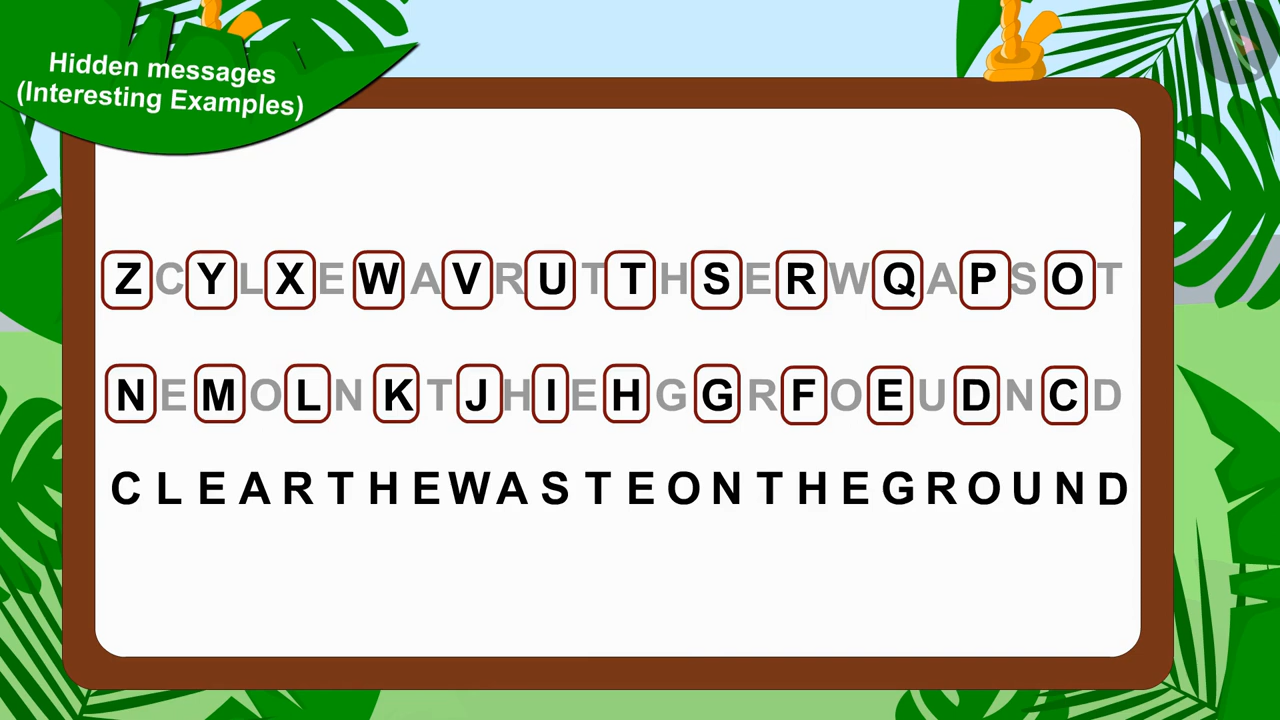 Hidden messages
(Interesting Examples)
ZCYLXEWAVRUTTHSERWQAPSOT
NEMOLNKTJHIEHGGRFOEUDNCD
CLEARTHEWASTEONTHEGROUND